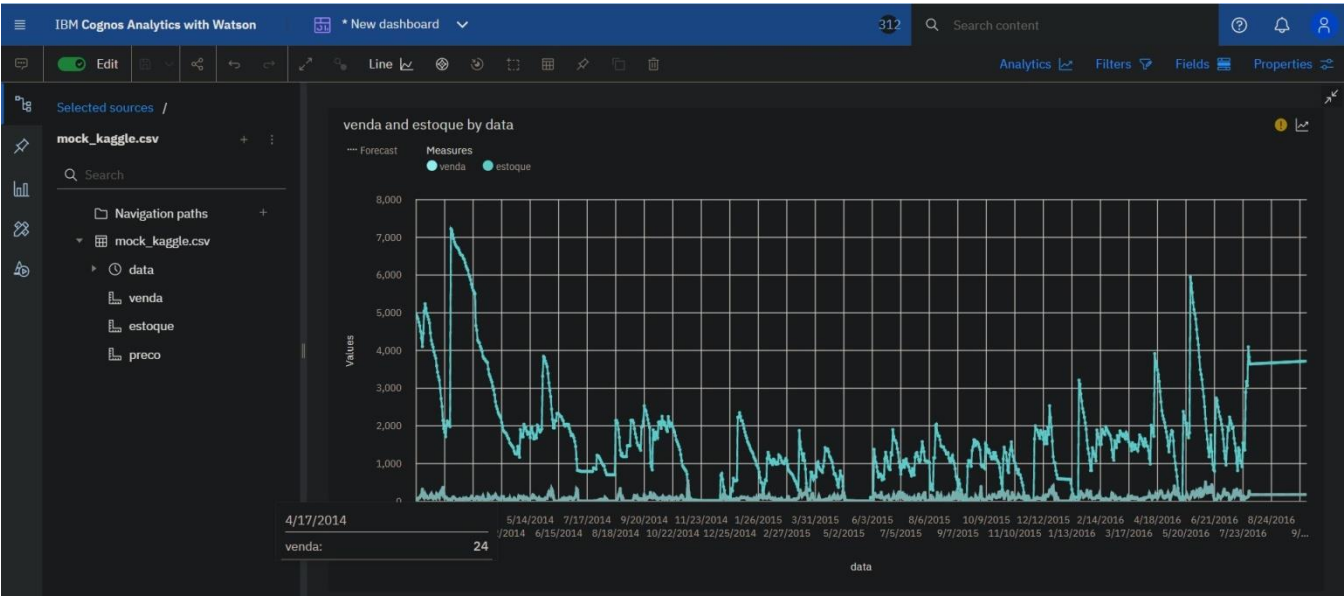 IBM Cognos Analytics with Watson
* New dashboard
312
Search content
Edit
Line
Analytics
Filters
Fields
Properties
Selected sources /
mock_kaggle.csv
Search
Navigation paths
mock_kaggle.csv
data
venda
estoque
preco
venda and estoque by data
Forecast
Measures
venda
estoque
8,000
7,000
6,000
5,000
4,000
3,000
2,000
1,000
0
Values
5/14/2014 7/17/2014 9/20/2014 11/23/2014 1/26/2015 3/31/2015 6/3/2015 8/6/2015 10/9/2015 12/12/2015 2/14/2016 4/18/2016 6/21/2016 8/24/2016
/2014 6/15/2014 8/18/2014 10/22/2014 12/25/2014 2/27/2015 5/2/2015 7/5/2015 9/7/2015 11/10/2015 1/13/2016 3/17/2016 5/20/2016 7/23/2016 9/...
data
4/17/2014
venda: 24